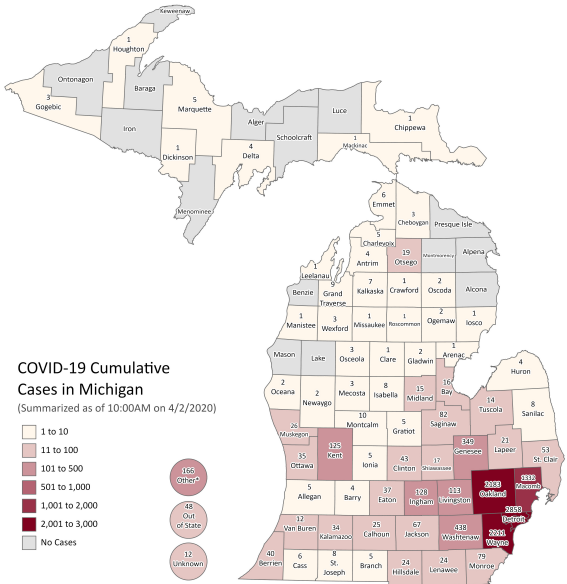 Keweenaw
1
Houghton
Ontonagon
Baraga
3
Gogebic
5
Marquette
Luce
Alger
Iron
1
Chippewa
Schoolcraft
1
Mackinac
4
Delta
1
Dickinson
Menominee
6
Emmet
3
Cheboygan
Presque Isle
5
Charlevoix
4
Antrim
19
Otsego
Montmorency
Alpena
1
Leelanau
Benzie
9
Grand
Traverse
7
Kalkaska
1
Crawford
2
Oscoda
Alcona
1
Manistee
3
Wexford
1
Missaukee
1
Roscommon
2
Ogemaw
1
Iosco
Mason
Lake
3
Osceola
1
Clare
2
Gladwin
1
Arenac
4
Huron
2
Oceana
2
Newaygo
3
Mecosta
8
Isabella
15
Midland
16
Bay
14
Tuscola
8
Sanilac
26
Muskegon
10
Montcalm
5
Gratiot
82
Saginaw
35
Ottawa
125
Kent
5
Ionia
43
Clinton
17
Shiawassee
349
Genesee
21
Lapeer
53
St. Clair
5
Allegan
4
Barry
37
Eaton
128
Ingham
113
Livingston
2183
Oakland
1332
Macomb
2858
Detroit
12
Van Buren
34
Kalamazoo
25
Calhoun
67
Jackson
438
Washtenaw
2211
Wayne
40
Berrien
6
Cass
8
St.
Joseph
5
Branch
24
Hillsdale
24
Lenawee
79
Monroe
COVID-19 Cumulative
Cases in Michigan
(Summarized as of 10:00AM on 4/2/2020)
1 to 10
11 to 100
101 to 500
501 to 1,000
1,001 to 2,000
2,001 to 3,000
No Cases
166
Other*
48
Out
of State
12
Unknown